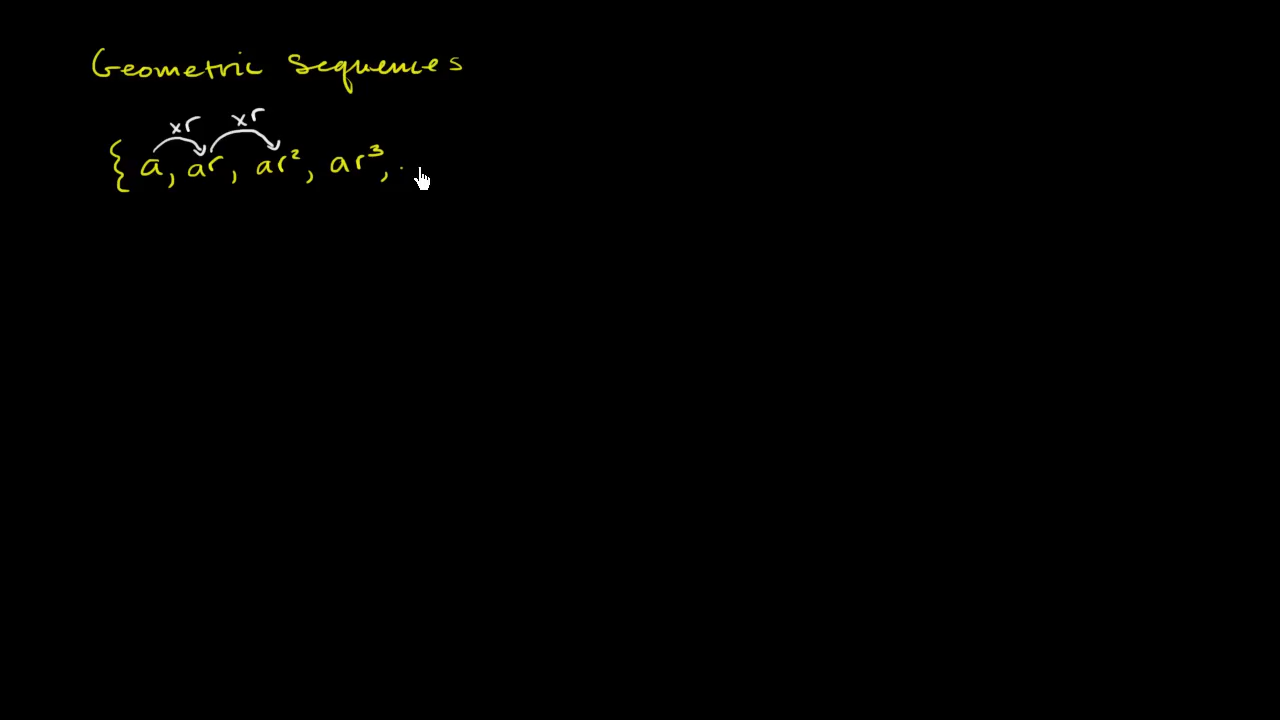 Geometric Sequences
×r ×r
{ a, ar, ar², ar³, .